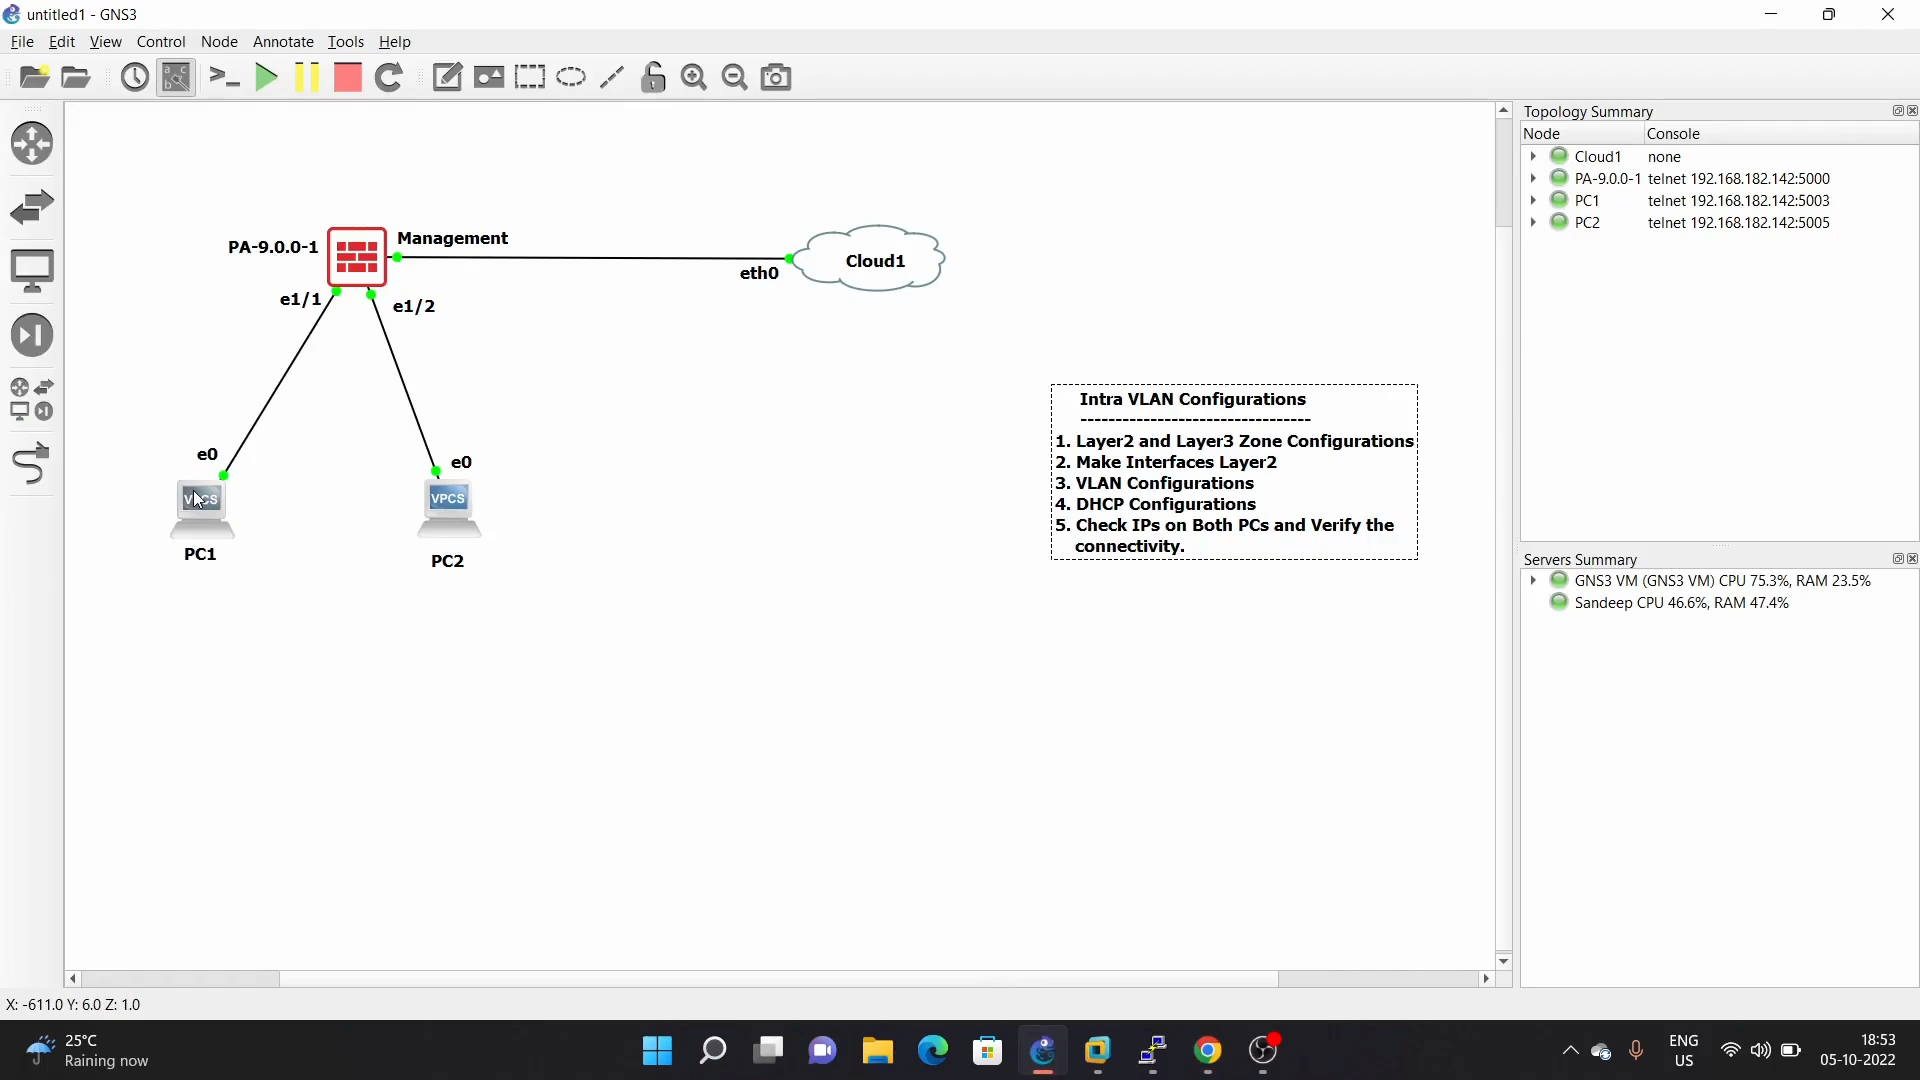 untitled1 - GNS3
File Edit View Control Node Annotate Tools Help
Topology Summary
Node Console
Cloud1 none
PA-9.0.0-1 telnet 192.168.182.142:5000
PC1 telnet 192.168.182.142:5003
PC2 telnet 192.168.182.142:5005
PA-9.0.0-1
Management
eth0
Cloud1
e1/1
e1/2
e0
e0
VPCS
VPCS
PC1
PC2
Intra VLAN Configurations
---------------------------------
1. Layer2 and Layer3 Zone Configurations
2. Make Interfaces Layer2
3. VLAN Configurations
4. DHCP Configurations
5. Check IPs on Both PCs and Verify the
connectivity.
Servers Summary
GNS3 VM (GNS3 VM) CPU 75.3%, RAM 23.5%
Sandeep CPU 46.6%, RAM 47.4%
X: -611.0 Y: 6.0 Z: 1.0
25°C
Raining now
ENG
US
18:53
05-10-2022